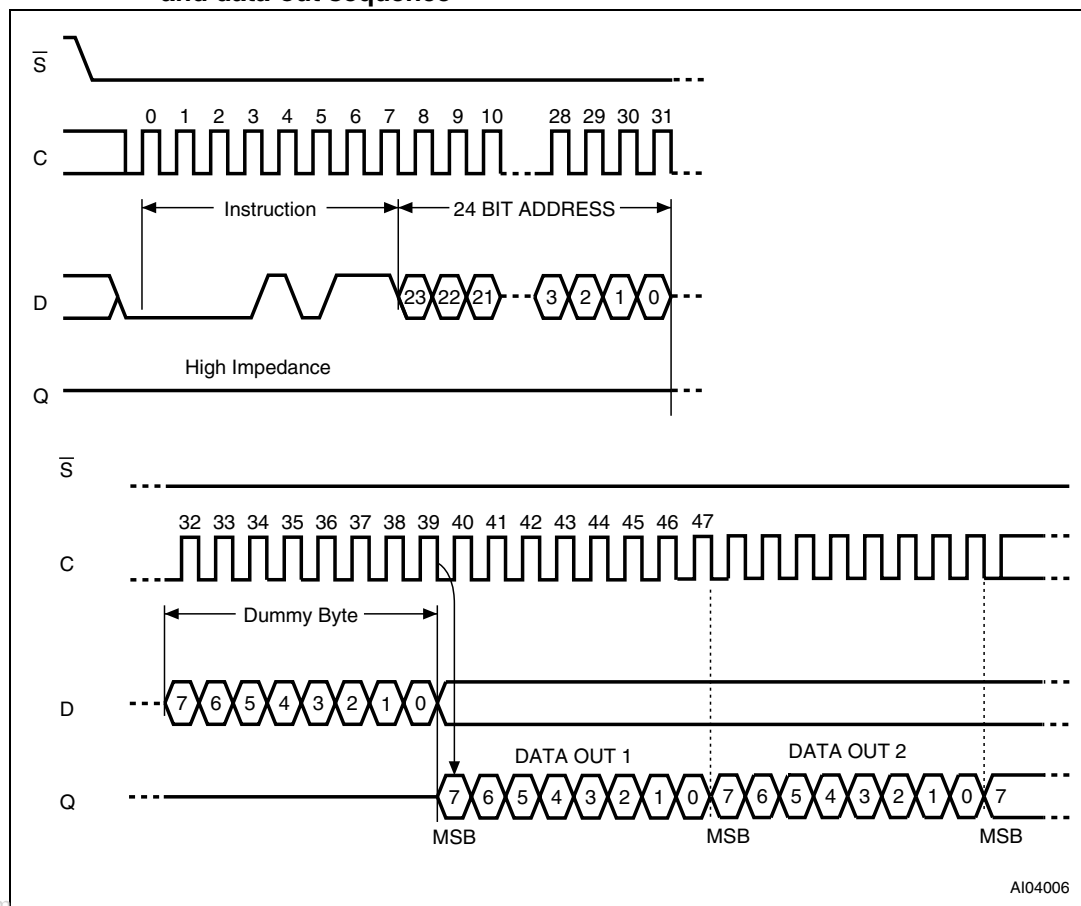 and data-out sequence
S
0 1 2 3 4 5 6 7 8 9 10 28 29 30 31
C
Instruction 24 BIT ADDRESS
D 23 22 21 3 2 1 0
High Impedance
Q
S
32 33 34 35 36 37 38 39 40 41 42 43 44 45 46 47
C
Dummy Byte
D 7 6 5 4 3 2 1 0
DATA OUT 1 DATA OUT 2
Q 7 6 5 4 3 2 1 0 7 6 5 4 3 2 1 0 7
MSB MSB MSB
AI04006